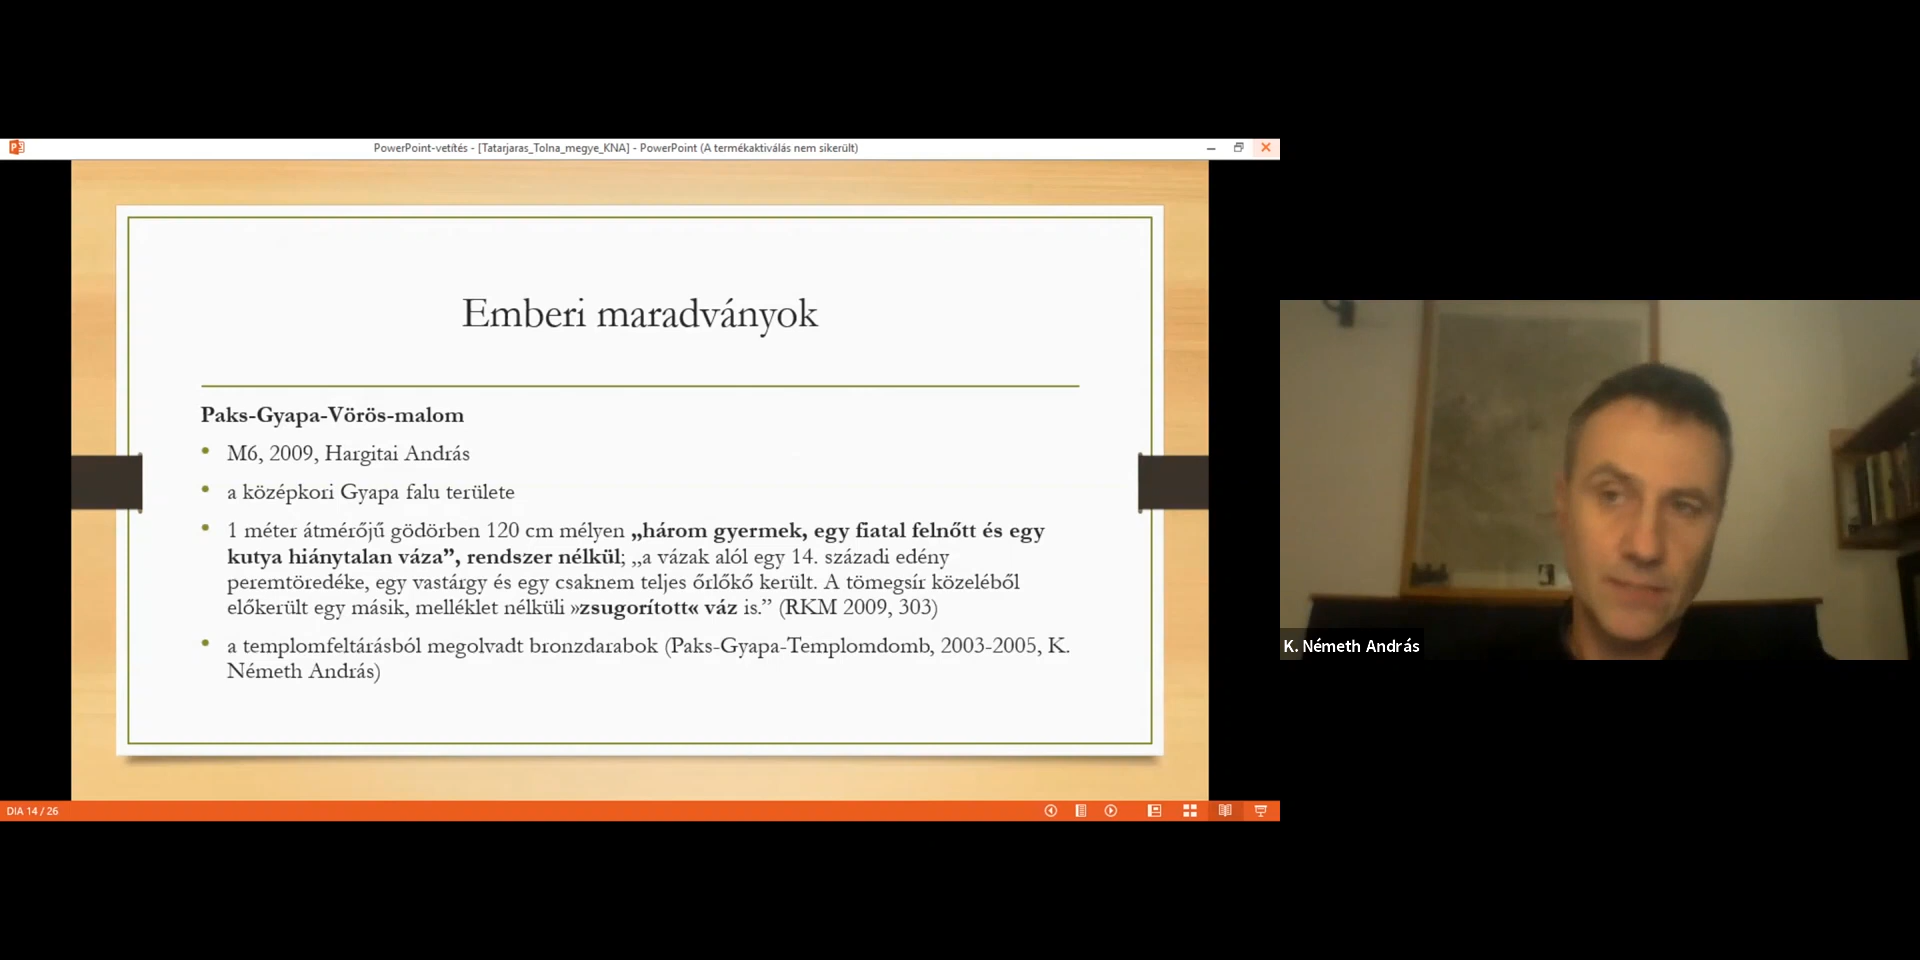 PowerPoint-vetítés - [Tatarjaras_Tolna_megye_KNA] - PowerPoint (A termékaktiválás nem sikerült)
Emberi maradványok
Paks-Gyapa-Vörös-malom
• M6, 2009, Hargitai András
• a középkori Gyapa falu területe
• 1 méter átmérőjű gödörben 120 cm mélyen „három gyermek, egy fiatal felnőtt és egy
kutya hiánytalan váza”, rendszer nélkül; „a vázak alól egy 14. századi edény
peremtöredéke, egy vastárgy és egy csaknem teljes őrlőkő került. A tömegsír közeléből
előkerült egy másik, melléklet nélküli »zsugorított« váz is.” (RKM 2009, 303)
• a templomfeltárásból megolvadt bronzdarabok (Paks-Gyapa-Templomdomb, 2003-2005, K.
Németh András)
K. Németh András
DIA 14 / 26